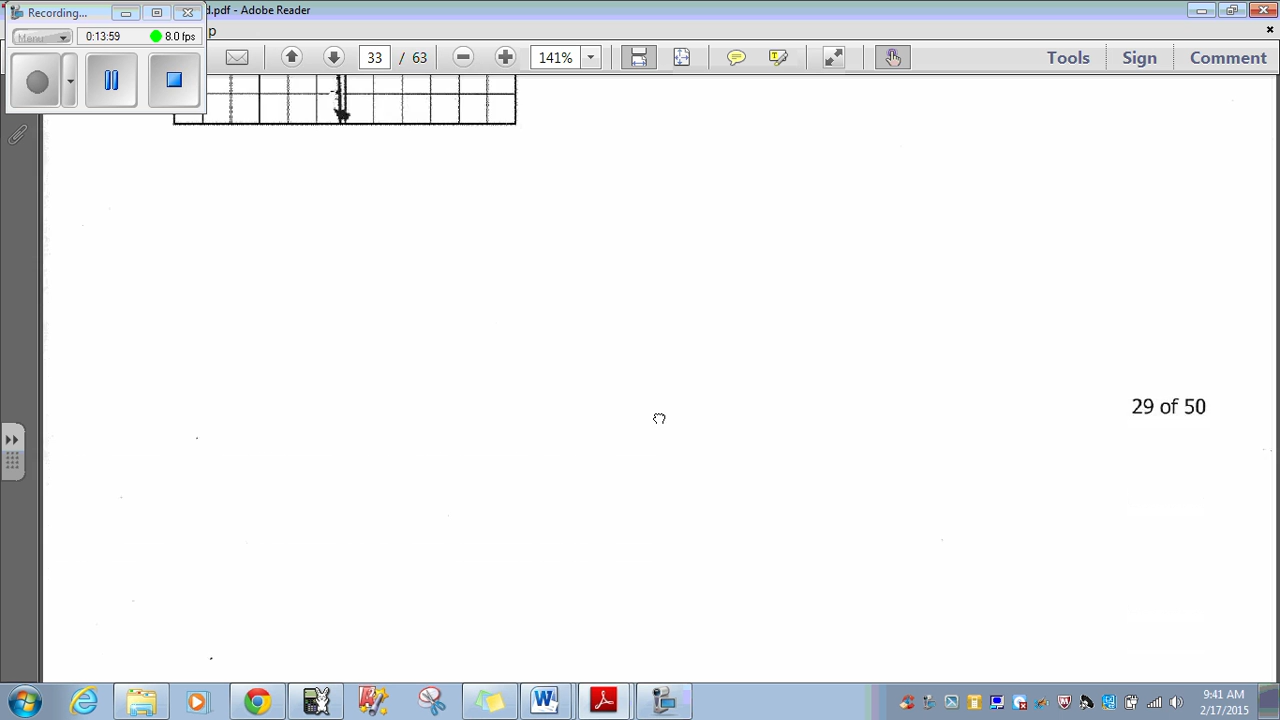 Recording...
d.pdf - Adobe Reader
Menu
0:13:59
8.0 fps
p
33 / 63
141%
Tools
Sign
Comment
29 of 50
9:41 AM
2/17/2015